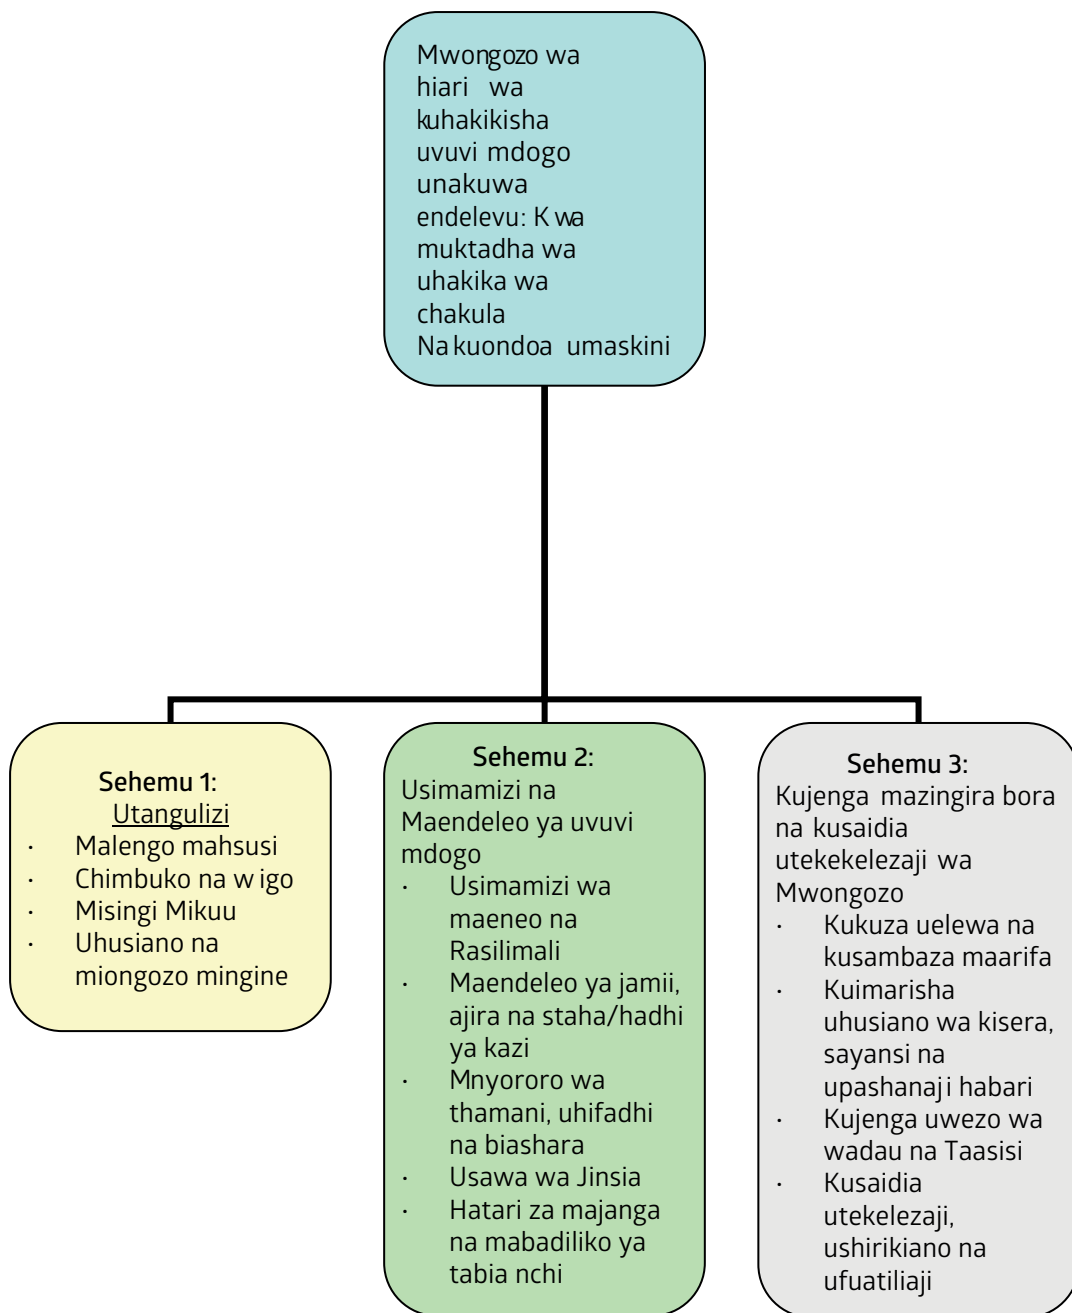 Mwongozo wa
hiari wa
kuhakikisha
uvuvi mdogo
unakuwa
endelevu: K wa
muktadha wa
uhakika wa
chakula
Na kuondoa umaskini
Sehemu 1:
Utangulizi
· Malengo mahsusi
· Chimbuko na w igo
· Misingi Mikuu
· Uhusiano na
miongozo mingine
Sehemu 2:
Usimamizi na
Maendeleo ya uvuvi
mdogo
· Usimamizi wa
maeneo na
Rasilimali
· Maendeleo ya jamii,
ajira na staha/hadhi
ya kazi
· Mnyororo wa
thamani, uhifadhi
na biashara
· Usawa wa Jinsia
· Hatari za majanga
na mabadiliko ya
tabia nchi
Sehemu 3:
Kujenga mazingira bora
na kusaidia
utekekelezaji wa
Mwongozo
· Kukuza uelewa na
kusambaza maarifa
· Kuimarisha
uhusiano wa kisera,
sayansi na
upashanaji habari
· Kujenga uwezo wa
wadau na Taasisi
· Kusaidia
utekelezaji,
ushirikiano na
ufuatiliaji